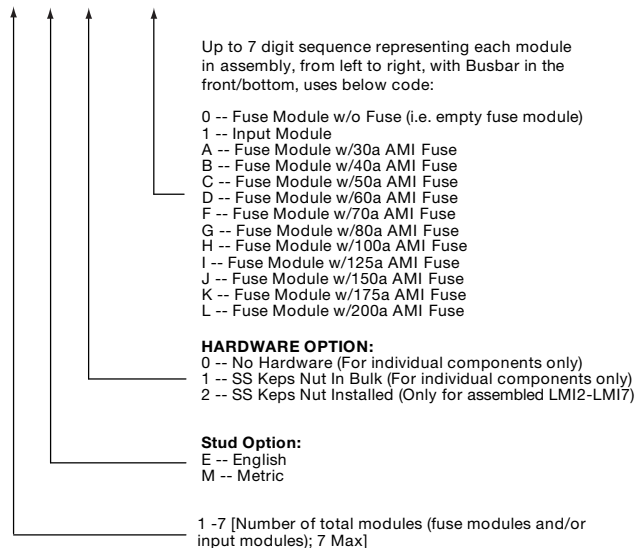 Up to 7 digit sequence representing each module
in assembly, from left to right, with Busbar in the
front/bottom, uses below code:
0 -- Fuse Module w/o Fuse (i.e. empty fuse module)
1 -- Input Module
A -- Fuse Module w/30a AMI Fuse
B -- Fuse Module w/40a AMI Fuse
C -- Fuse Module w/50a AMI Fuse
D -- Fuse Module w/60a AMI Fuse
F -- Fuse Module w/70a AMI Fuse
G -- Fuse Module w/80a AMI Fuse
H -- Fuse Module w/100a AMI Fuse
I -- Fuse Module w/125a AMI Fuse
J -- Fuse Module w/150a AMI Fuse
K -- Fuse Module w/175a AMI Fuse
L -- Fuse Module w/200a AMI Fuse
HARDWARE OPTION:
0 -- No Hardware (For individual components only)
1 -- SS Keps Nut In Bulk (For individual components only)
2 -- SS Keps Nut Installed (Only for assembled LMI2-LMI7)
Stud Option:
E -- English
M -- Metric
1 -7 [Number of total modules (fuse modules and/or
input modules); 7 Max]